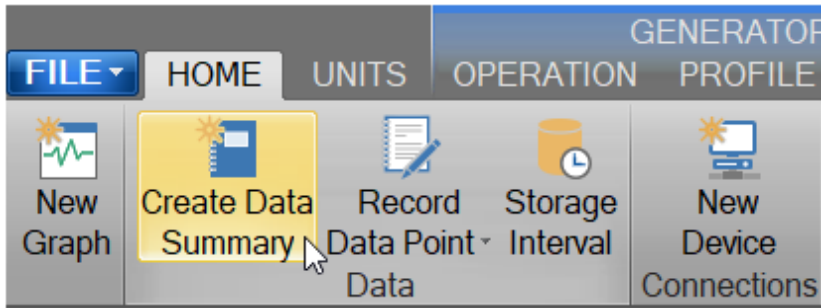 GENERATOR
FILE HOME UNITS OPERATION PROFILE
New Graph
Create Data Summary
Record Data Point
Storage Interval
New Device
Data
Connections